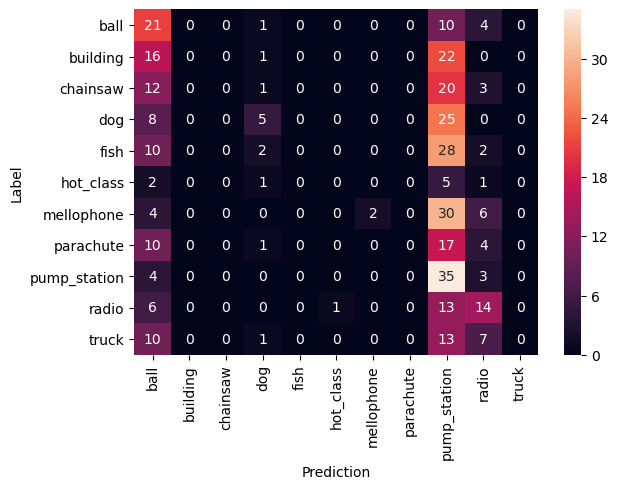 ball 21 0 0 1 0 0 0 0 10 4 0
building 16 0 0 1 0 0 0 0 22 0 0
chainsaw 12 0 0 1 0 0 0 0 20 3 0
dog 8 0 0 5 0 0 0 0 25 0 0
fish 10 0 0 2 0 0 0 0 28 2 0
hot_class 2 0 0 1 0 0 0 0 5 1 0
mellophone 4 0 0 0 0 0 2 0 30 6 0
parachute 10 0 0 1 0 0 0 0 17 4 0
pump_station 4 0 0 0 0 0 0 0 35 3 0
radio 6 0 0 0 0 1 0 0 13 14 0
truck 10 0 0 1 0 0 0 0 13 7 0
Label
ball building chainsaw dog fish hot_class mellophone parachute pump_station radio truck
Prediction
30
24
18
12
6
0